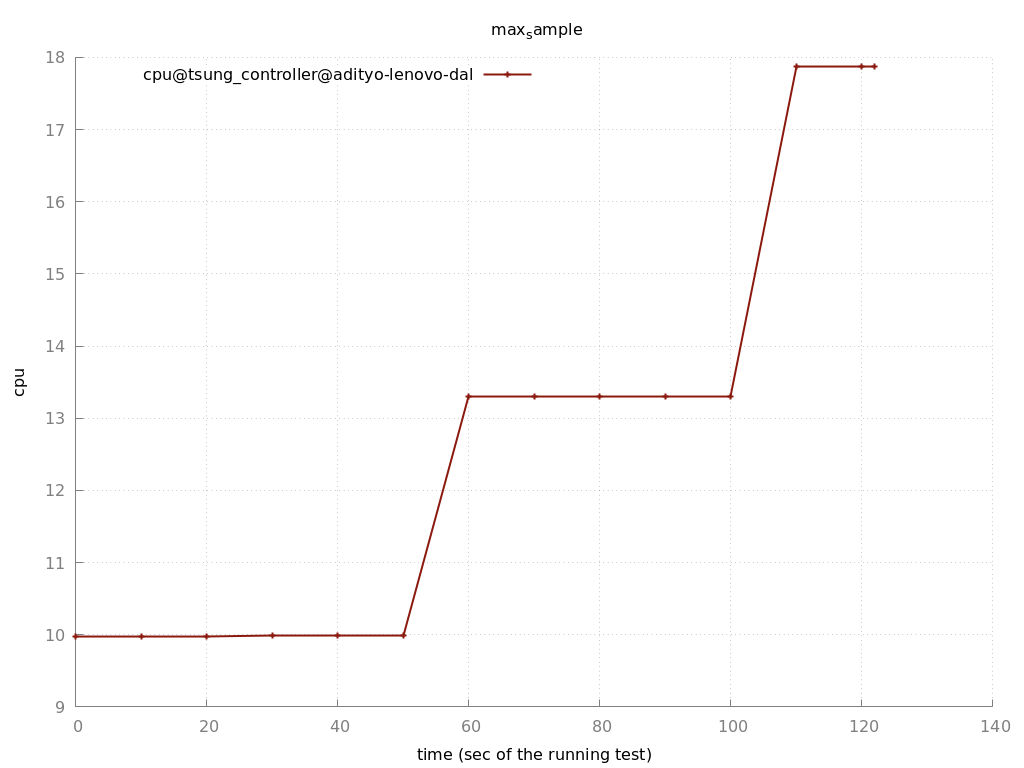 max_sample
cpu@tsung_controller@adityo-lenovo-dal
18
17
16
15
14
13
12
11
10
9
cpu
0 20 40 60 80 100 120 140
time (sec of the running test)